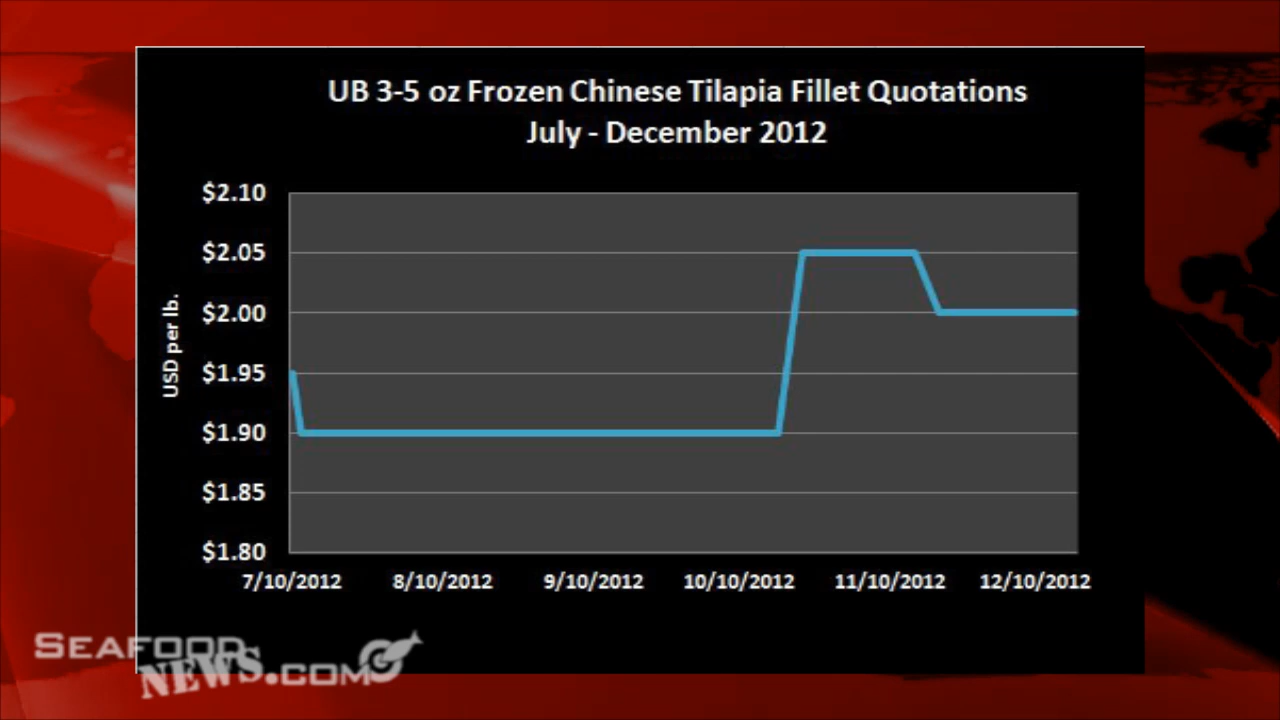 UB 3-5 oz Frozen Chinese Tilapia Fillet Quotations
July - December 2012
USD per lb.
$2.10
$2.05
$2.00
$1.95
$1.90
$1.85
$1.80
7/10/2012 8/10/2012 9/10/2012 10/10/2012 11/10/2012 12/10/2012
SEAFOOD
NEWS.COM